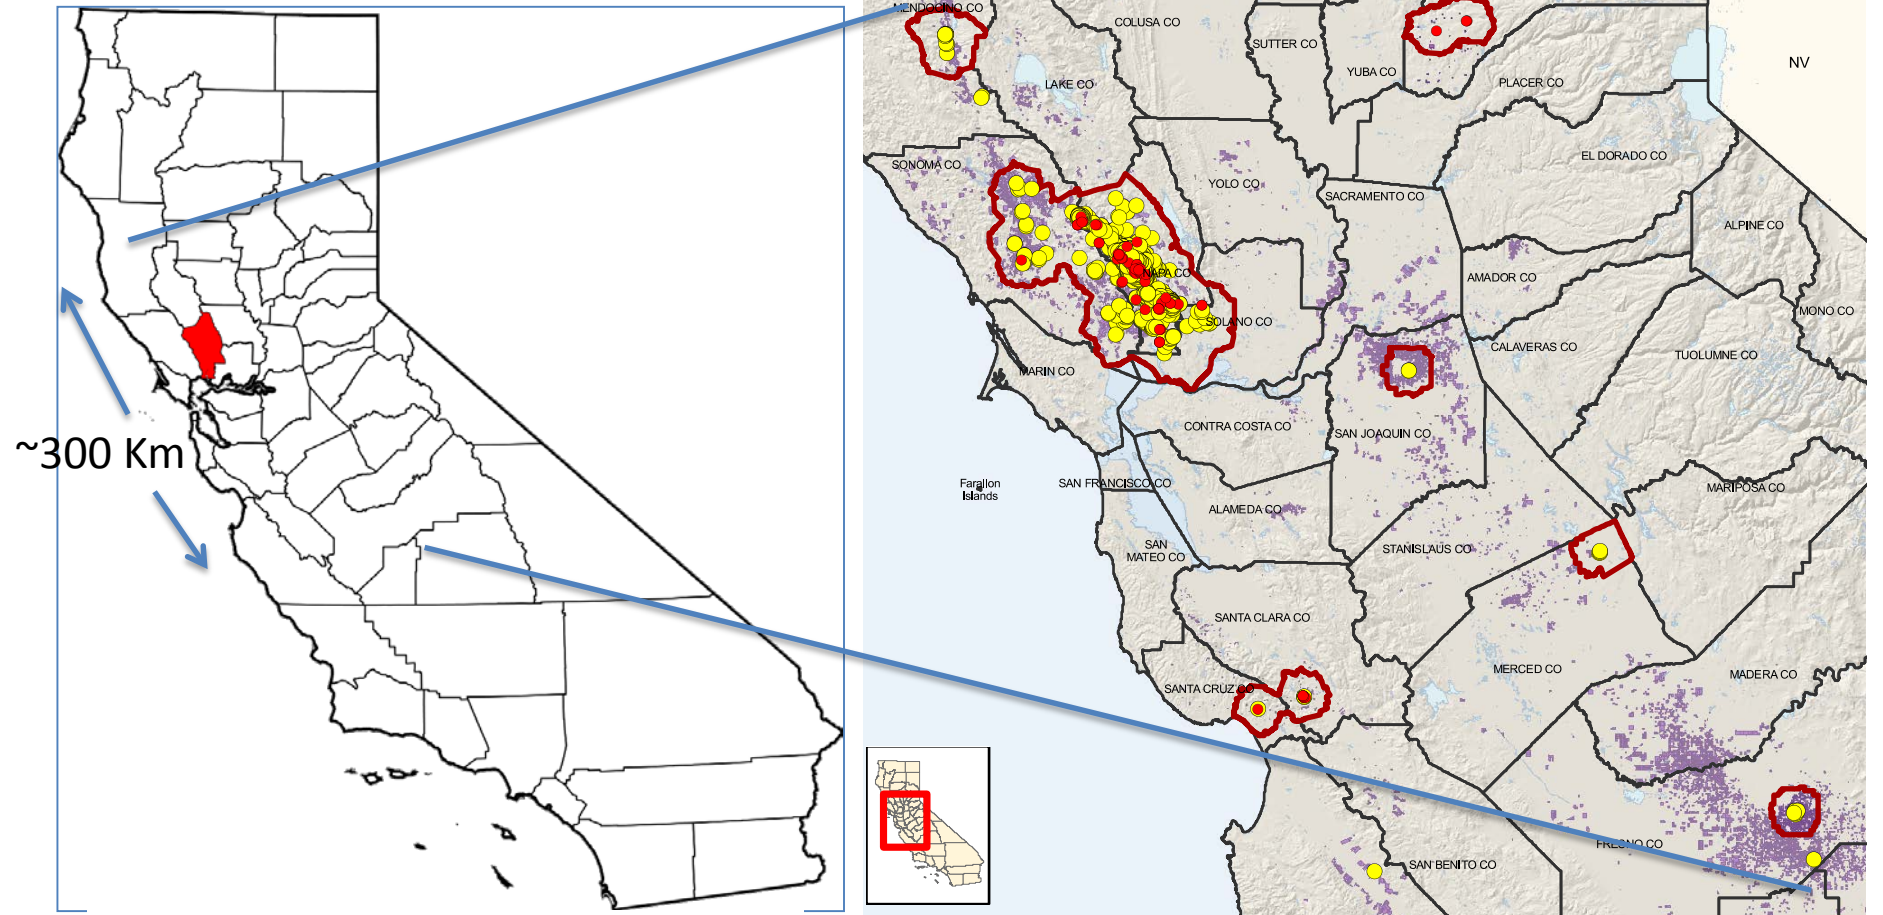 ~300 Km
MENDOCINO CO
COLUSA CO
SUTTER CO
YUBA CO
PLACER CO
NV
LAKE CO
SONOMA CO
YOLO CO
EL DORADO CO
SACRAMENTO CO
ALPINE CO
NAPA CO
AMADOR CO
MONO CO
SOLANO CO
CALAVERAS CO
TUOLUMNE CO
MARIN CO
CONTRA COSTA CO
SAN JOAQUIN CO
Farallon
Islands
SAN FRANCISCO CO
MARIPOSA CO
ALAMEDA CO
SAN
MATEO CO
STANISLAUS CO
SANTA CLARA CO
MERCED CO
MADERA CO
SANTA CRUZ CO
FRESNO CO
SAN BENITO CO